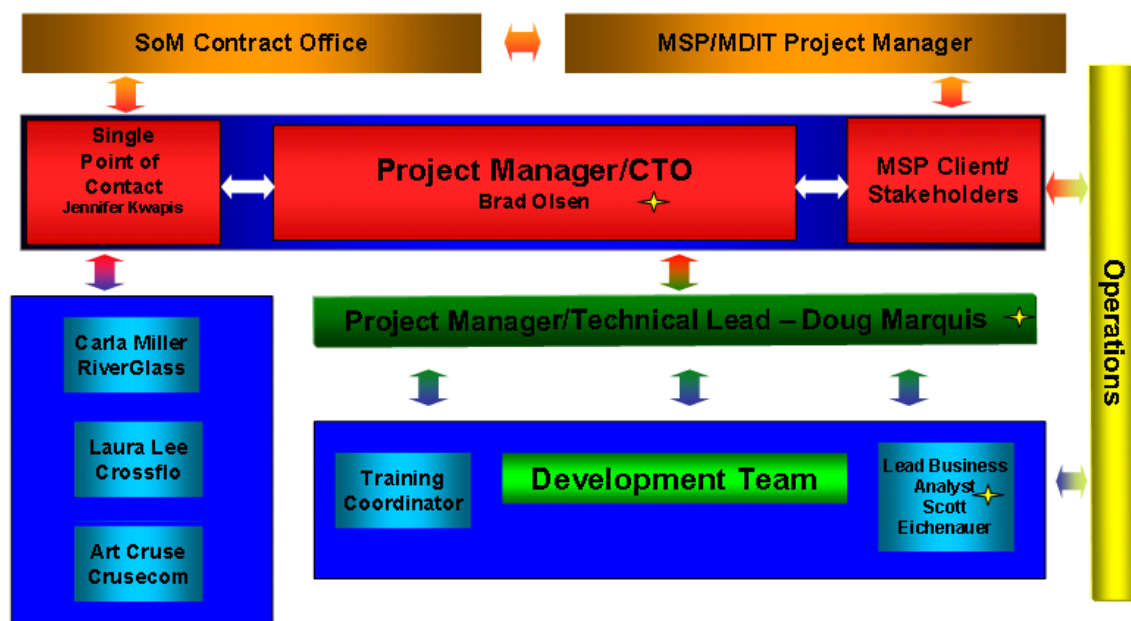 SoM Contract Office
MSP/MDIT Project Manager
Single
Point of
Contact
Jennifer Kwapis
Project Manager/CTO
Brad Olsen
MSP Client/
Stakeholders
Operations
Project Manager/Technical Lead – Doug Marquis
Carla Miller
RiverGlass
Laura Lee
Crossflo
Art Cruse
Crusecom
Training
Coordinator
Development Team
Lead Business
Analyst
Scott
Eichenauer